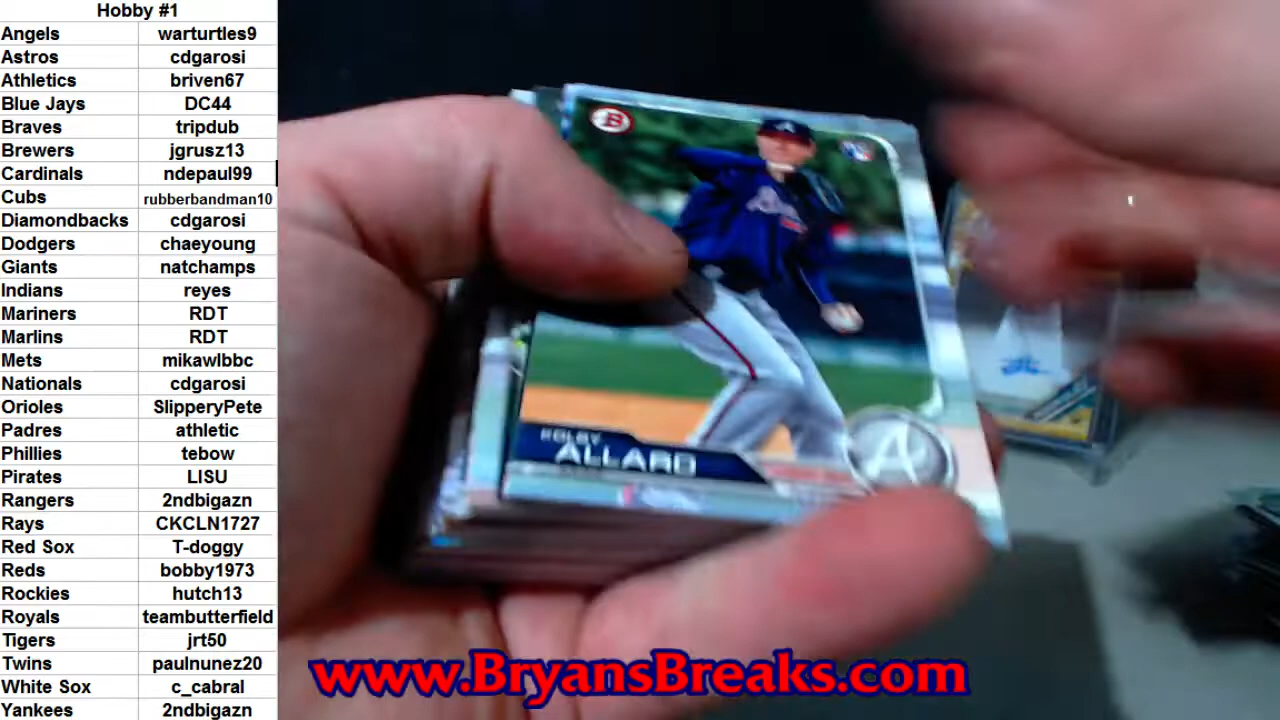 Hobby #1
Angels warturtles9
Astros cdgarosi
Athletics briven67
Blue Jays DC44
Braves tripdub
Brewers jgrusz13
Cardinals ndepaul99
Cubs rubberbandman10
Diamondbacks cdgarosi
Dodgers chaeyoung
Giants natchamps
Indians reyes
Mariners RDT
Marlins RDT
Mets mikawlbbc
Nationals cdgarosi
Orioles SlipperyPete
Padres athletic
Phillies tebow
Pirates LISU
Rangers 2ndbigazn
Rays CKCLN1727
Red Sox T-doggy
Reds bobby1973
Rockies hutch13
Royals teambutterfield
Tigers jrt50
Twins paulnunez20
White Sox c_cabral
Yankees 2ndbigazn
B
KOLBY
ALLARD
A
www.BryansBreaks.com